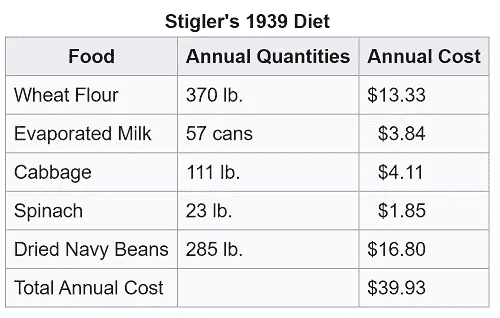 Stigler's 1939 Diet
Food Annual Quantities Annual Cost
Wheat Flour 370 lb. $13.33
Evaporated Milk 57 cans $3.84
Cabbage 111 lb. $4.11
Spinach 23 lb. $1.85
Dried Navy Beans 285 lb. $16.80
Total Annual Cost $39.93